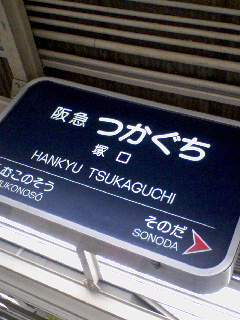 阪急 つかぐち
塚口
HANKYU TSUKAGUCHI
むこのそう
UKONOSŌ
そのだ
SONODA